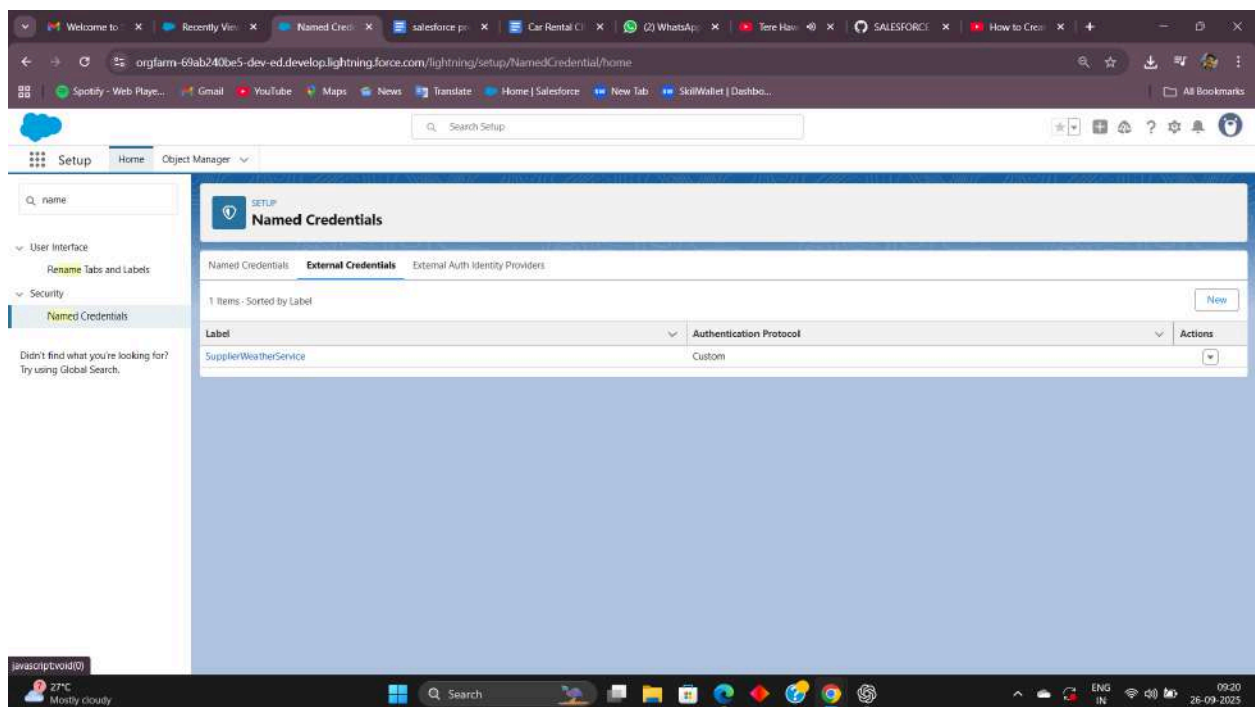 Welcome to
Recently Vie
Named Cred
salesforce pr
Car Rental Cl
(2) WhatsAp
Tere Haw
SALESFORCE
How to Crea
orgfarm-69ab240be5-dev-ed.develop.lightning.force.com/lightning/setup/NamedCredential/home
Spotify - Web Playe...
Gmail
YouTube
Maps
News
Translate
Home | Salesforce
New Tab
SkillWallet | Dashbo...
All Bookmarks
Search Setup
Setup
Home
Object Manager
name
SETUP
Named Credentials
User Interface
Rename Tabs and Labels
Security
Named Credentials
Didn't find what you're looking for?
Try using Global Search.
Named Credentials
External Credentials
External Auth Identity Providers
1 Items · Sorted by Label
New
Label
Authentication Protocol
Actions
SupplierWeatherService
Custom
javascript:void(0)
27°C
Mostly cloudy
Search
ENG
IN
09:20
26-09-2025